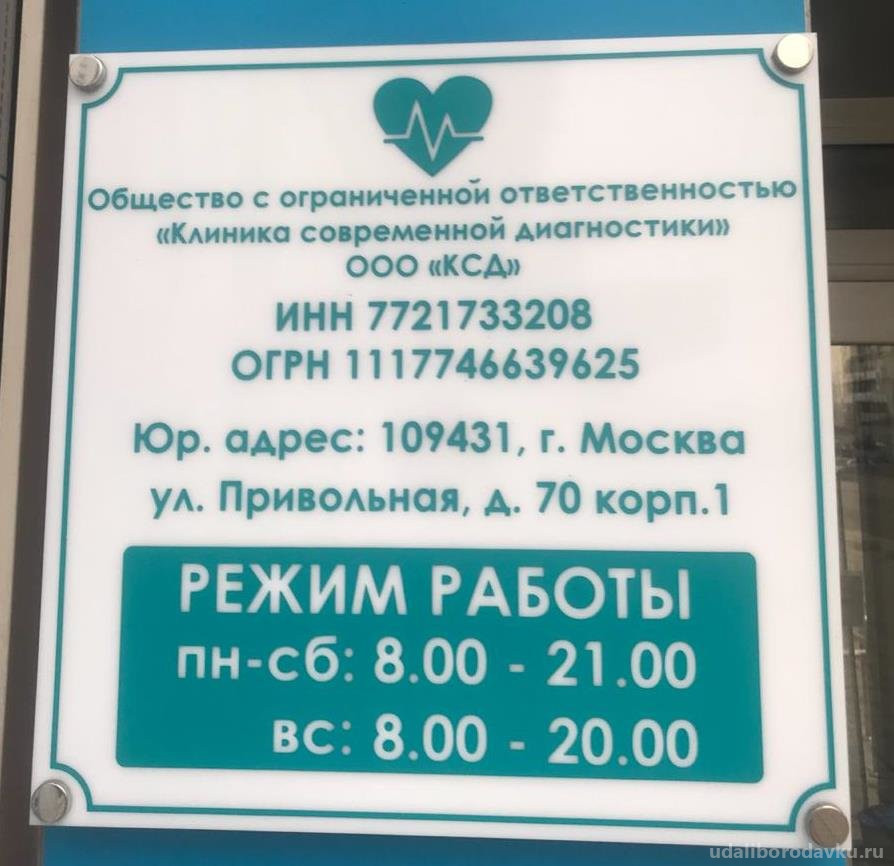 Общество с ограниченной ответственностью
«Клиника современной диагностики»
ООО «КСД»
ИНН 7721733208
ОГРН 1117746639625
Юр. адрес: 109431, г. Москва
ул. Привольная, д. 70 корп.1
РЕЖИМ РАБОТЫ
пн-сб: 8.00 - 21.00
вс: 8.00 - 20.00
udaliborodavku.ru